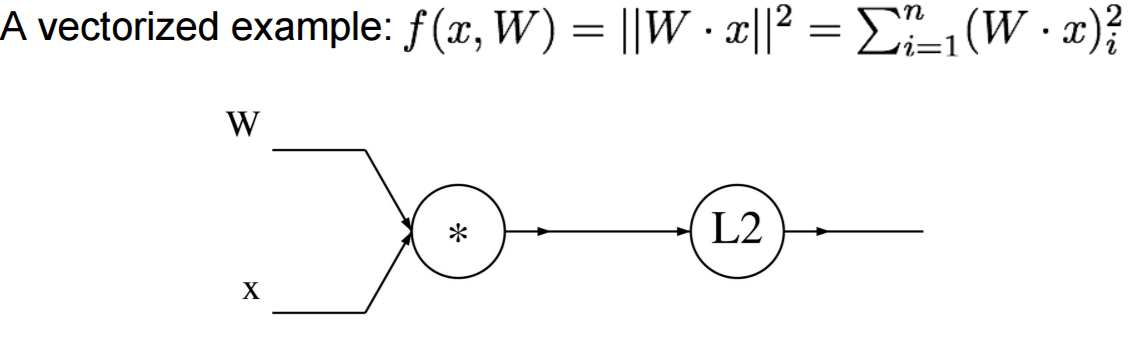 A vectorized example: f(x, W) = ||W · x||² = ∑ⁿᵢ₌₁(W · x)²ᵢ
W
*
L2
x